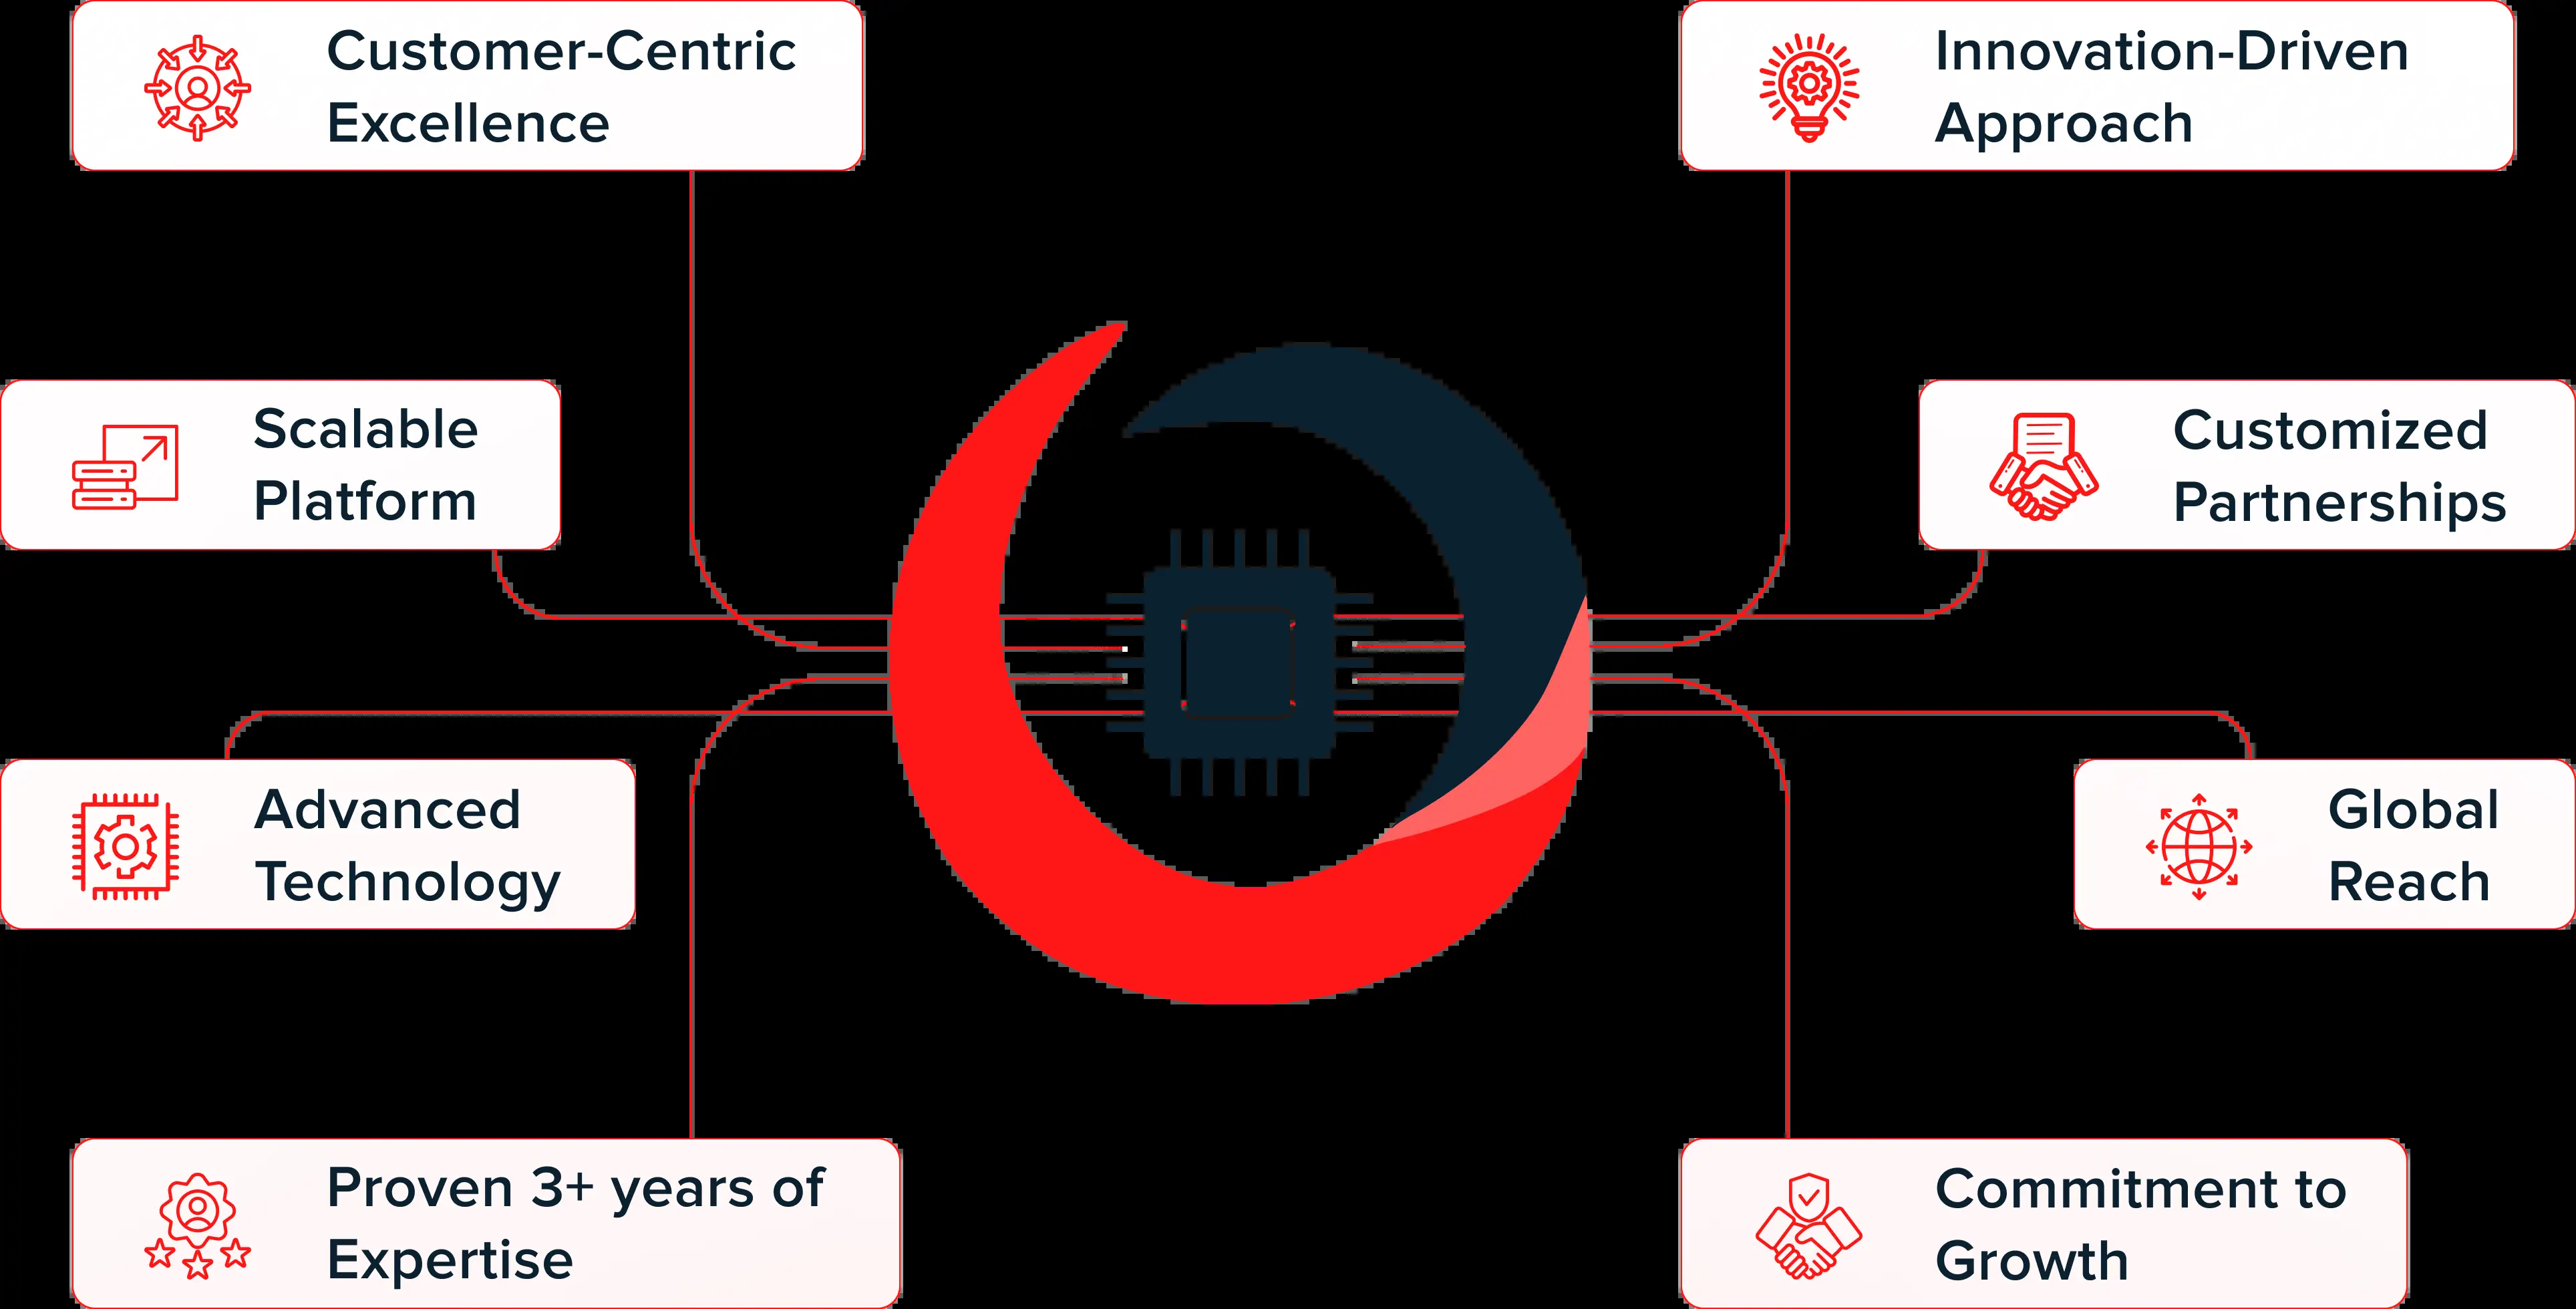 Customer-Centric
Excellence
Innovation-Driven
Approach
Scalable
Platform
Customized
Partnerships
Advanced
Technology
Global
Reach
Proven 3+ years of
Expertise
Commitment to
Growth